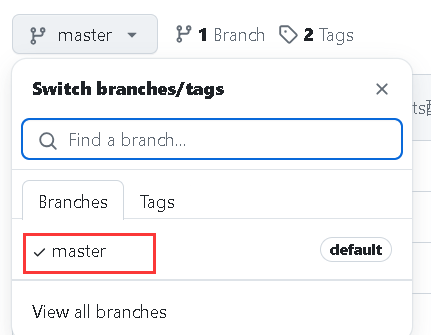 master 1 Branch 2 Tags
Switch branches/tags
Find a branch...
Branches Tags
master default
View all branches